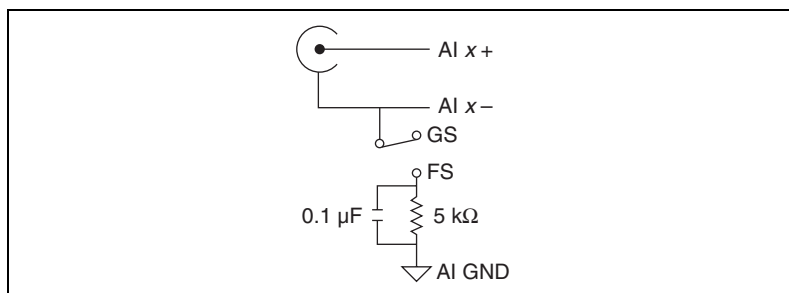 AI x+
AI x–
GS
FS
0.1 µF
5 kΩ
AI GND